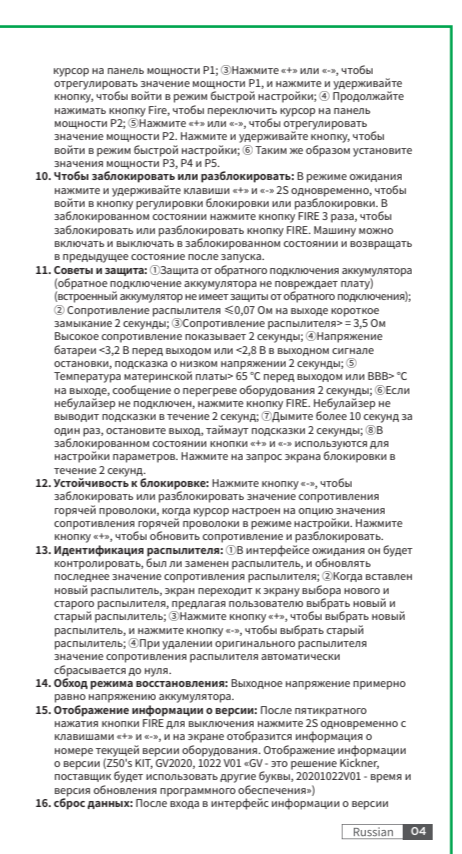 курсор на панель мощности P1; ③Нажмите «+» или «-», чтобы
отрегулировать значение мощности P1, и нажмите и удерживайте
кнопку, чтобы войти в режим быстрой настройки; ④ Продолжайте
нажимать кнопку Fire, чтобы переключить курсор на панель
мощности P2; ⑤Нажмите «+» или «-», чтобы отрегулировать
значение мощности P2. Нажмите и удерживайте кнопку, чтобы
войти в режим быстрой настройки; ⑥ Таким же образом установите
значения мощности P3, P4 и P5.
10. Чтобы заблокировать или разблокировать: В режиме ожидания
нажмите и удерживайте клавиши «+» и «-» 2S одновременно, чтобы
войти в кнопку регулировки блокировки или разблокировки. В
заблокированном состоянии нажмите кнопку FIRE 3 раза, чтобы
заблокировать или разблокировать кнопку FIRE. Машину можно
включать и выключать в заблокированном состоянии и возвращать
в предыдущее состояние после запуска.
11. Советы и защита: ①Защита от обратного подключения аккумулятора
(обратное подключение аккумулятора не повреждает плату)
(встроенный аккумулятор не имеет защиты от обратного подключения);
② Сопротивление распылителя ≤0,07 Ом на выходе короткое
замыкание 2 секунды; ③Сопротивление распылителя> = 3,5 Ом
Высокое сопротивление показывает 2 секунды; ④Напряжение
батареи <3,2 В перед выходом или <2,8 В в выходном сигнале
остановки, подсказка о низком напряжении 2 секунды; ⑤
Температура материнской платы> 65 °C перед выходом или BBB> °C
на выходе, сообщение о перегреве оборудования 2 секунды; ⑥Если
небулайзер не подключен, нажмите кнопку FIRE. Небулайзер не
выводит подсказки в течение 2 секунд; ⑦Дымите более 10 секунд за
один раз, остановите выход, таймаут подсказки 2 секунды; ⑧В
заблокированном состоянии кнопки «+» и «-» используются для
настройки параметров. Нажмите на запрос экрана блокировки в
течение 2 секунд.
12. Устойчивость к блокировке: Нажмите кнопку «-», чтобы
заблокировать или разблокировать значение сопротивления
горячей проволоки, когда курсор настроен на опцию значения
сопротивления горячей проволоки в режиме настройки. Нажмите
кнопку «+», чтобы обновить сопротивление и разблокировать.
13. Идентификация распылителя: ①В интерфейсе ожидания он будет
контролировать, был ли заменен распылитель, и обновлять
последнее значение сопротивления распылителя; ②Когда вставлен
новый распылитель, экран переходит к экрану выбора нового и
старого распылителя, предлагая пользователю выбрать новый и
старый распылитель; ③Нажмите кнопку «+», чтобы выбрать новый
распылитель, и нажмите кнопку «-», чтобы выбрать старый
распылитель; ④При удалении оригинального распылителя
значение сопротивления распылителя автоматически
сбрасывается до нуля.
14. Обход режима восстановления: Выходное напряжение примерно
равно напряжению аккумулятора.
15. Отображение информации о версии: После пятикратного
нажатия кнопки FIRE для выключения нажмите 2S одновременно с
клавишами «+» и «-», и на экране отобразится информация о
номере текущей версии оборудования. Отображение информации
о версии (Z50's KIT, GV2020, 1022 V01 «GV - это решение Kickner,
поставщик будет использовать другие буквы, 20201022V01 - время и
версия обновления программного обеспечения»)
16. сброс данных: После входа в интерфейс информации о версии
Russian 04